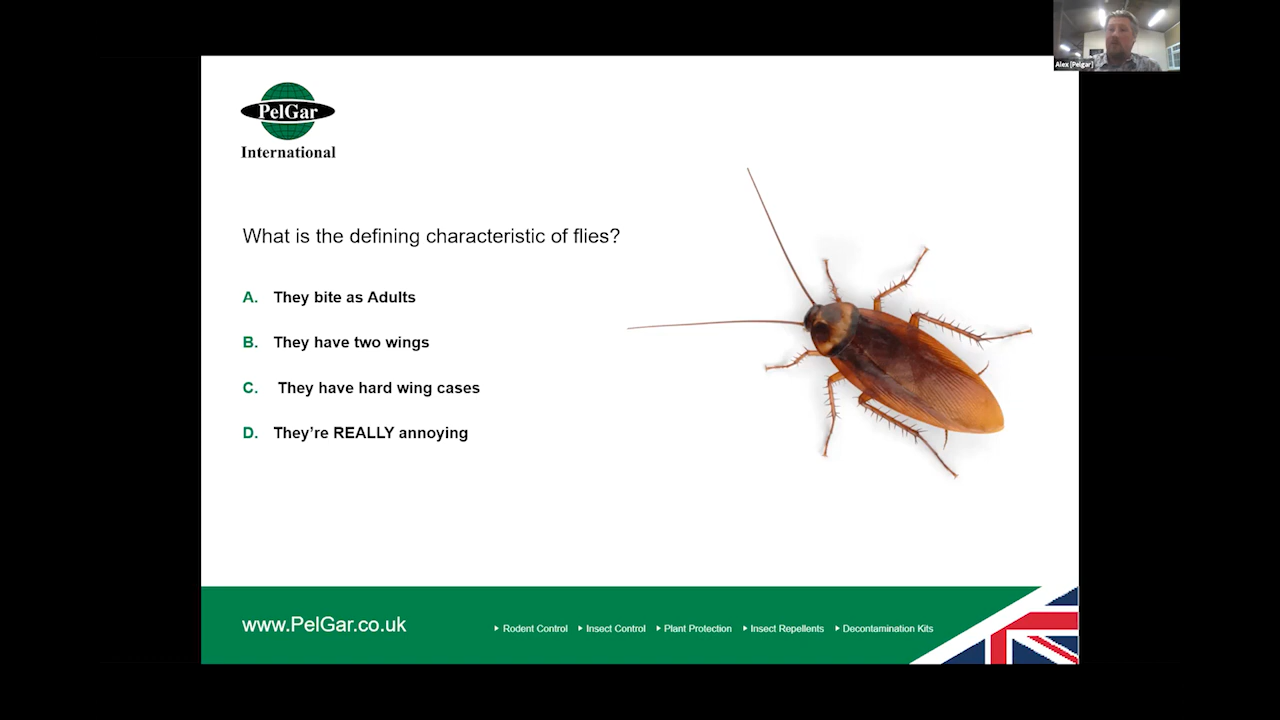 Alex [Pelgar]
PelGar
International
What is the defining characteristic of flies?
A. They bite as Adults
B. They have two wings
C. They have hard wing cases
D. They’re REALLY annoying
www.PelGar.co.uk
Rodent Control Insect Control Plant Protection Insect Repellents Decontamination Kits